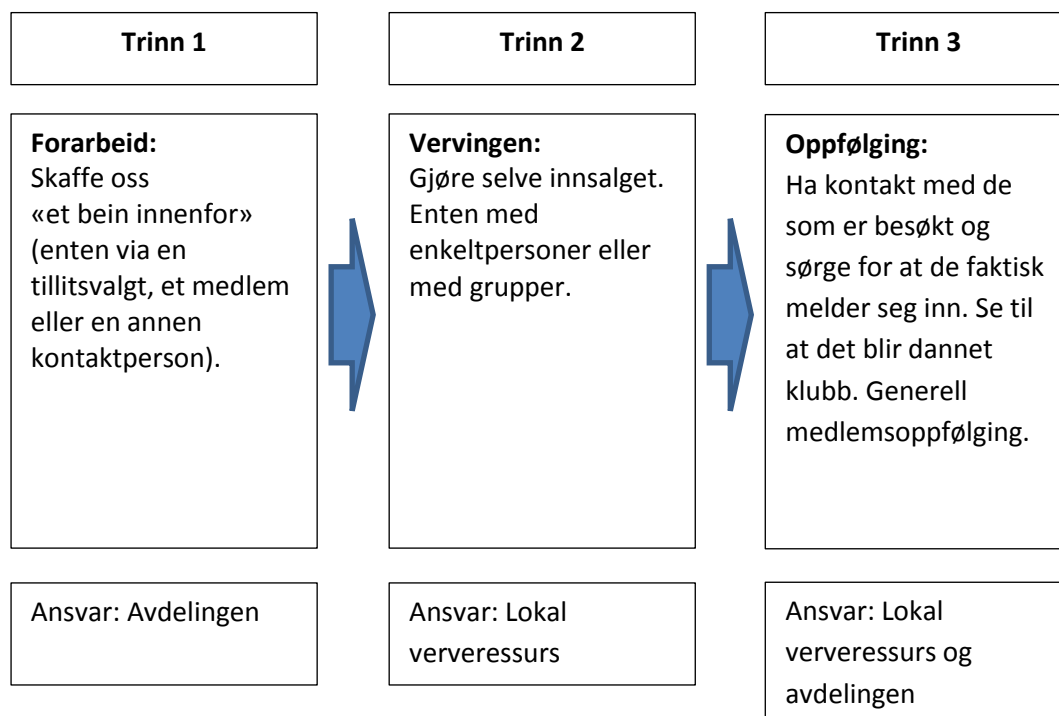 Trinn 1
Trinn 2
Trinn 3
Forarbeid:
Skaffe oss
«et bein innenfor»
(enten via en
tillitsvalgt, et medlem
eller en annen
kontaktperson).
Vervingen:
Gjøre selve innsalget.
Enten med
enkeltpersoner eller
med grupper.
Oppfølging:
Ha kontakt med de
som er besøkt og
sørge for at de faktisk
melder seg inn. Se til
at det blir dannet
klubb. Generell
medlemsoppfølging.
Ansvar: Avdelingen
Ansvar: Lokal
ververessurs
Ansvar: Lokal
ververessurs og
avdelingen